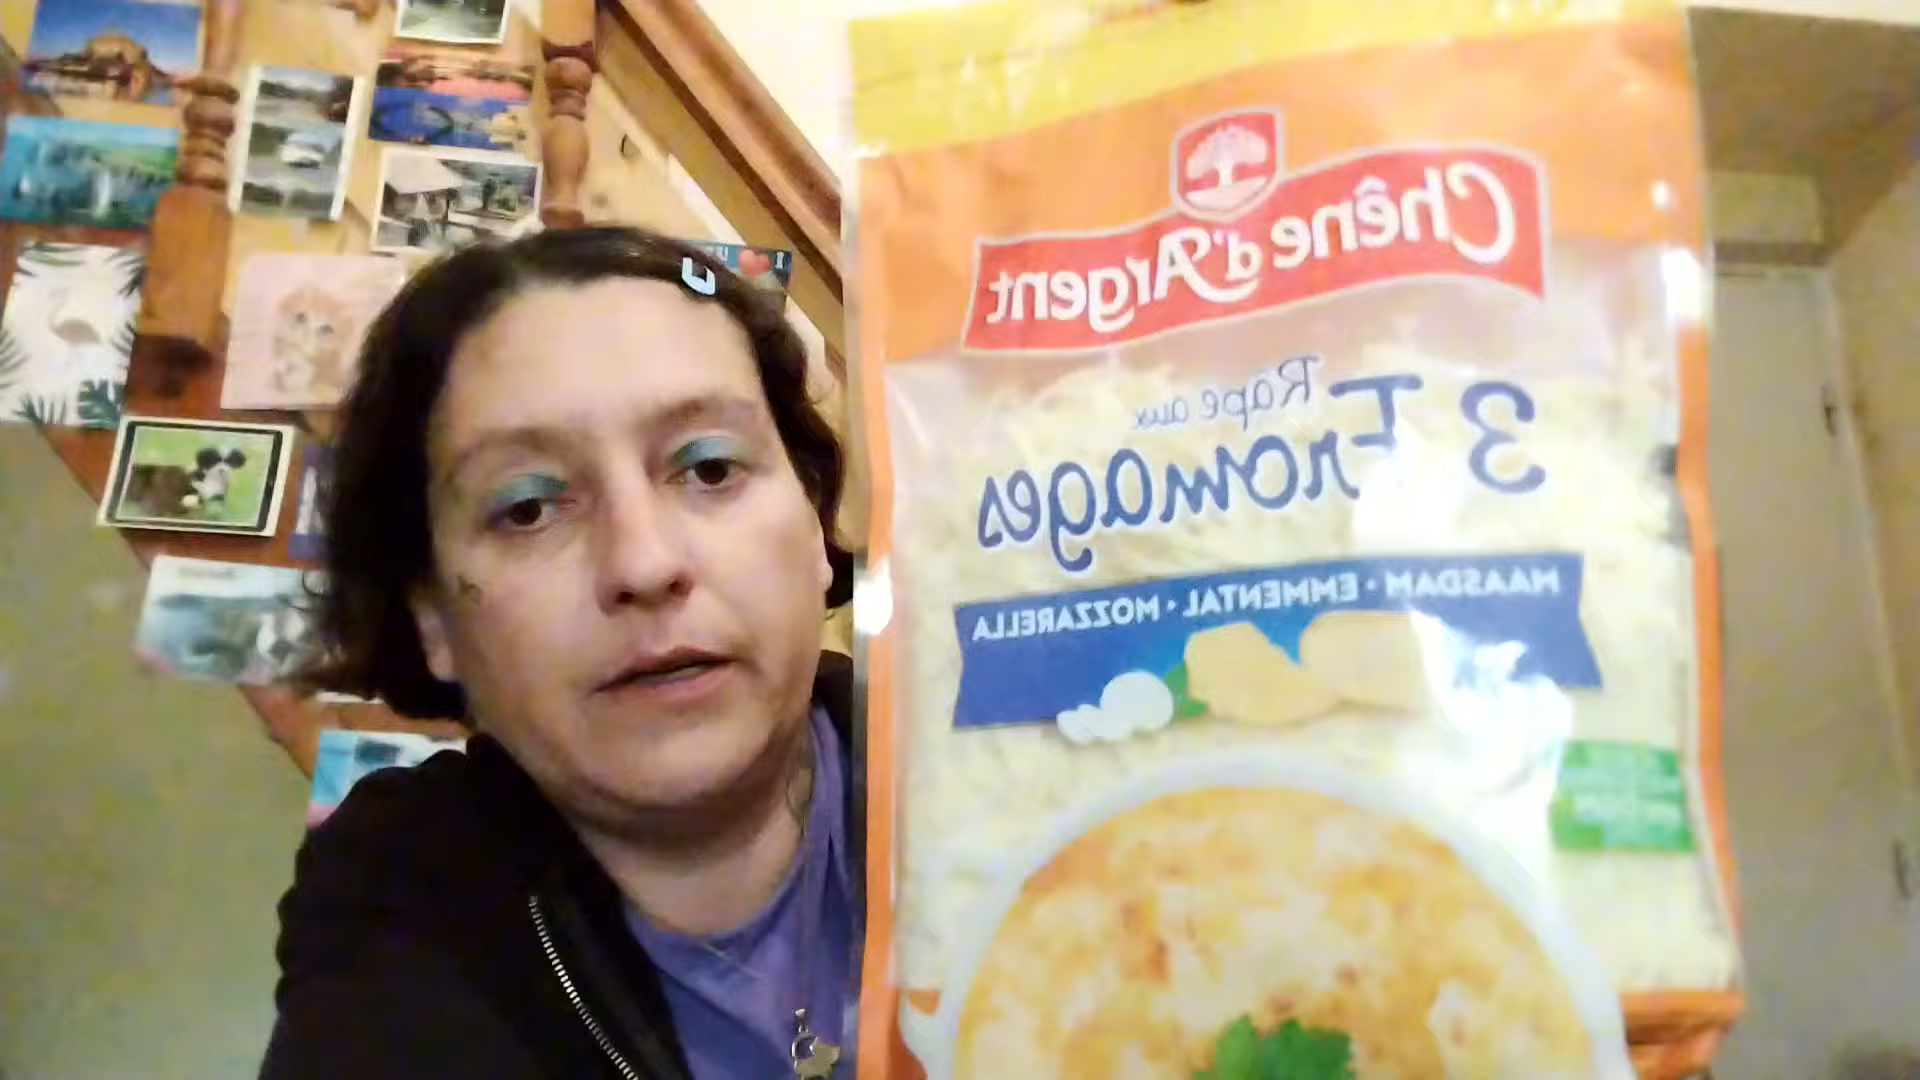 Chêne d'Argent
Râpé aux
3 Fromages
MAASDAM · EMMENTAL · MOZZARELLA